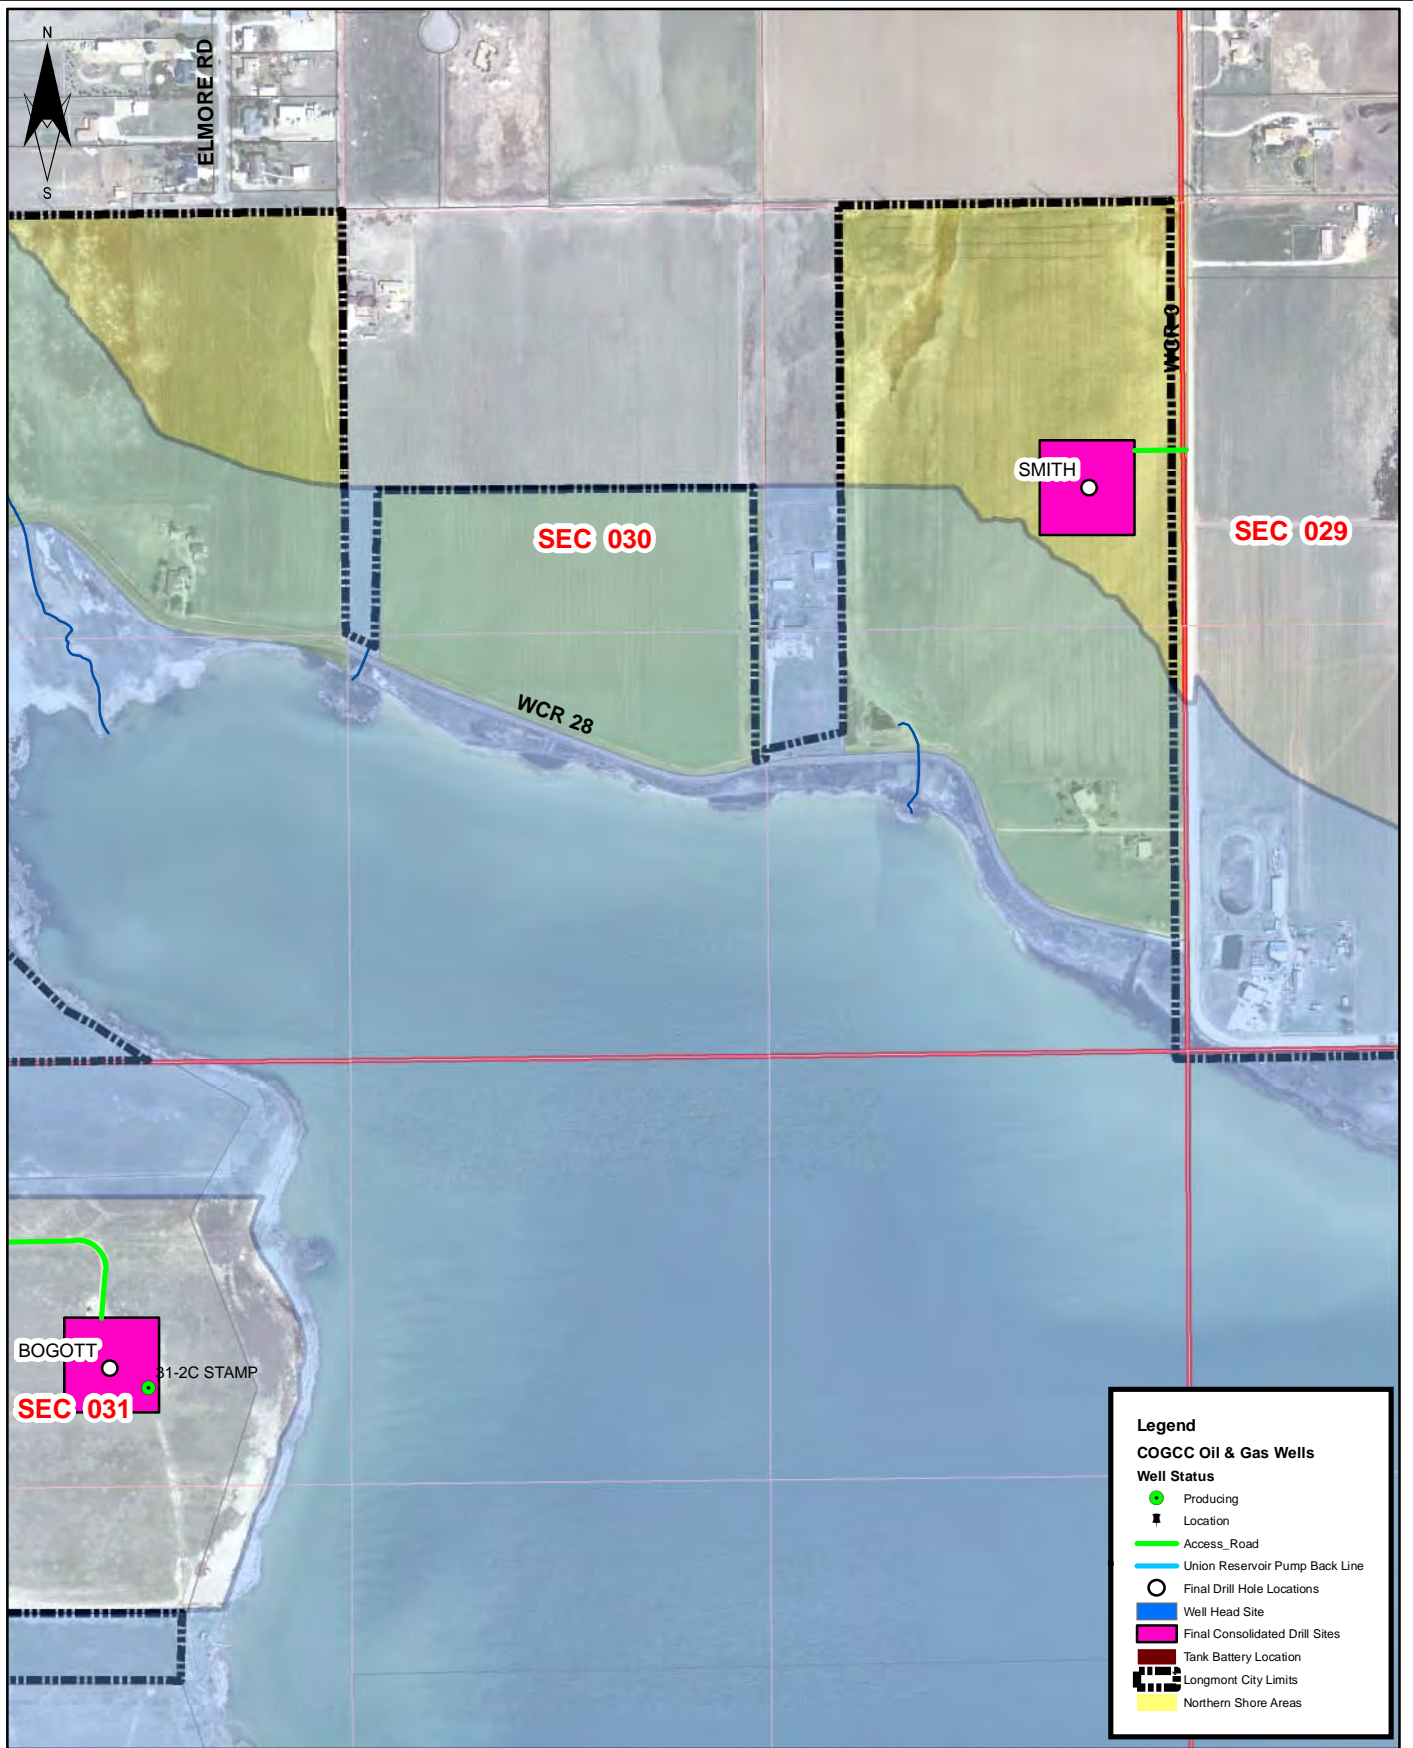 N
S
ELMORE RD
WCR 3
SMITH
SEC 030
SEC 029
WCR 28
BOGOTT
31-2C STAMP
SEC 031
Legend
COGCC Oil & Gas Wells
Well Status
Producing
Location
Access_Road
Union Reservoir Pump Back Line
Final Drill Hole Locations
Well Head Site
Final Consolidated Drill Sites
Tank Battery Location
Longmont City Limits
Northern Shore Areas